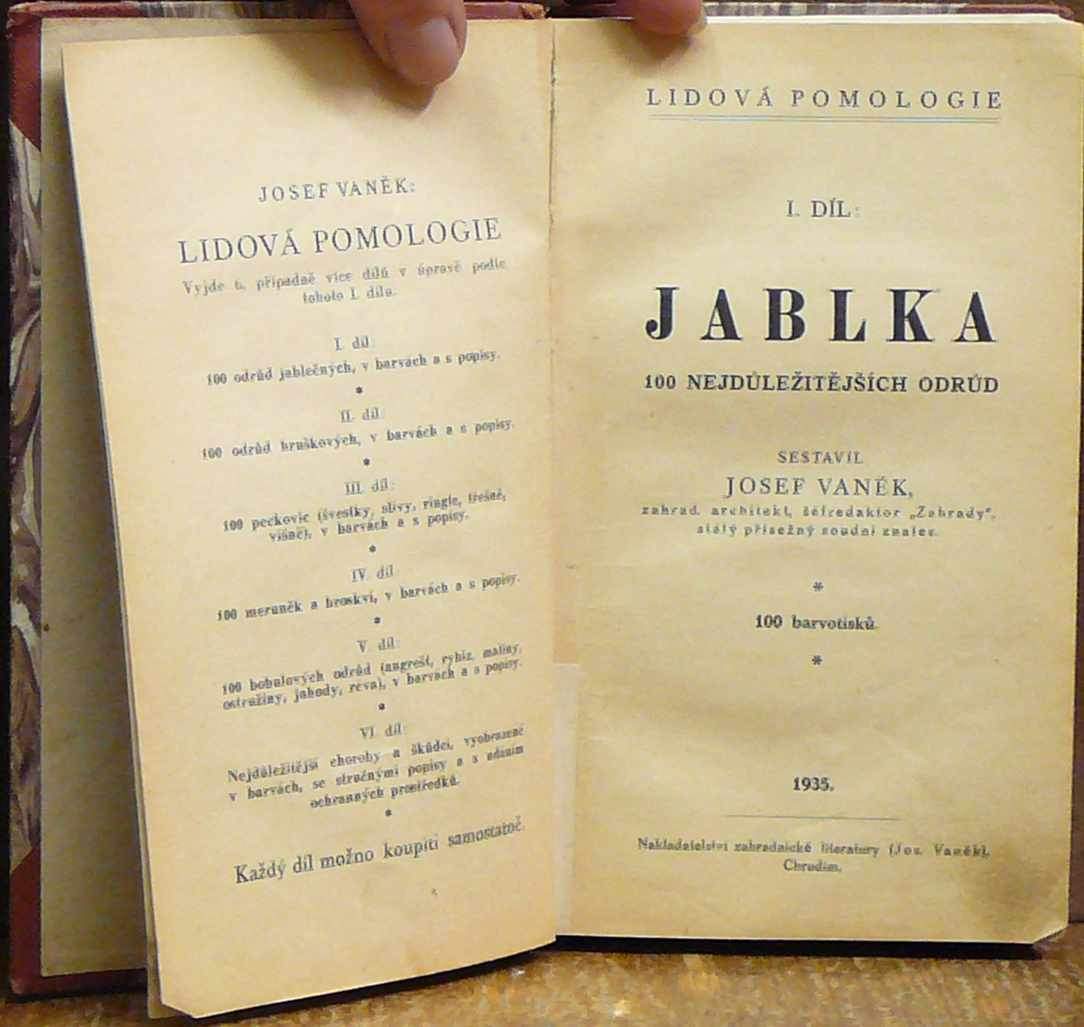 JOSEF VANĚK:
LIDOVÁ POMOLOGIE
Vyjde 6, případně více dílů v úpravě podle
tohoto I. dílu.
I. díl:
100 odrůd jablečných, v barvách a s popisy.
*
II. díl
100 odrůd hruškových, v barvách a s popisy.
*
III. díl:
100 peckovic (švestky, slívy, ringle, třešně,
višně), v barvách a s popisy.
*
IV. díl
100 meruněk a broskví, v barvách a s popisy.
*
V. díl:
100 bobulových odrůd (angrešt, rybíz, maliny,
ostružiny, jahody, réva), v barvách a s popisy.
*
VI. díl:
Nejdůležitější choroby a škůdci, vyobrazené
v barvách, se stručnými popisy a s udáním
ochranných prostředků.
*
Každý díl možno koupiti samostatně.
LIDOVÁ POMOLOGIE
I. DÍL:
JABLKA
100 NEJDŮLEŽITĚJŠÍCH ODRŮD
SESTAVIL
JOSEF VANĚK,
zahrad. architekt, šéfredaktor „Zahrady“,
stálý přísežný soudní znalec.
*
100 barvotisků.
*
1935.
Nakladatelství zahradnické literatury (Jos. Vaněk),
Chrudim.